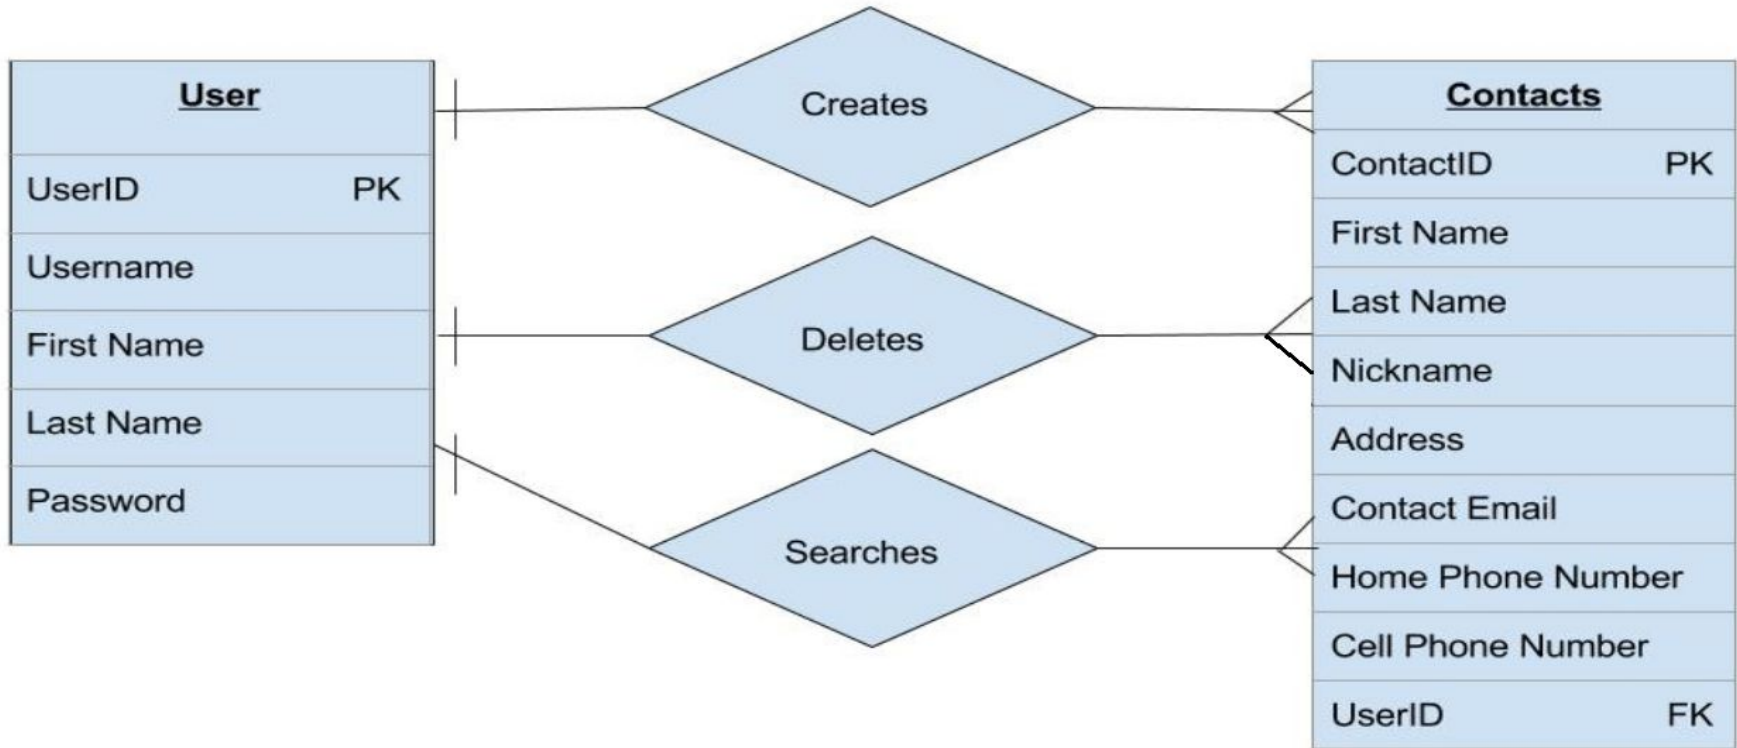 User
UserID PK
Username
First Name
Last Name
Password
Creates
Deletes
Searches
Contacts
ContactID PK
First Name
Last Name
Nickname
Address
Contact Email
Home Phone Number
Cell Phone Number
UserID FK